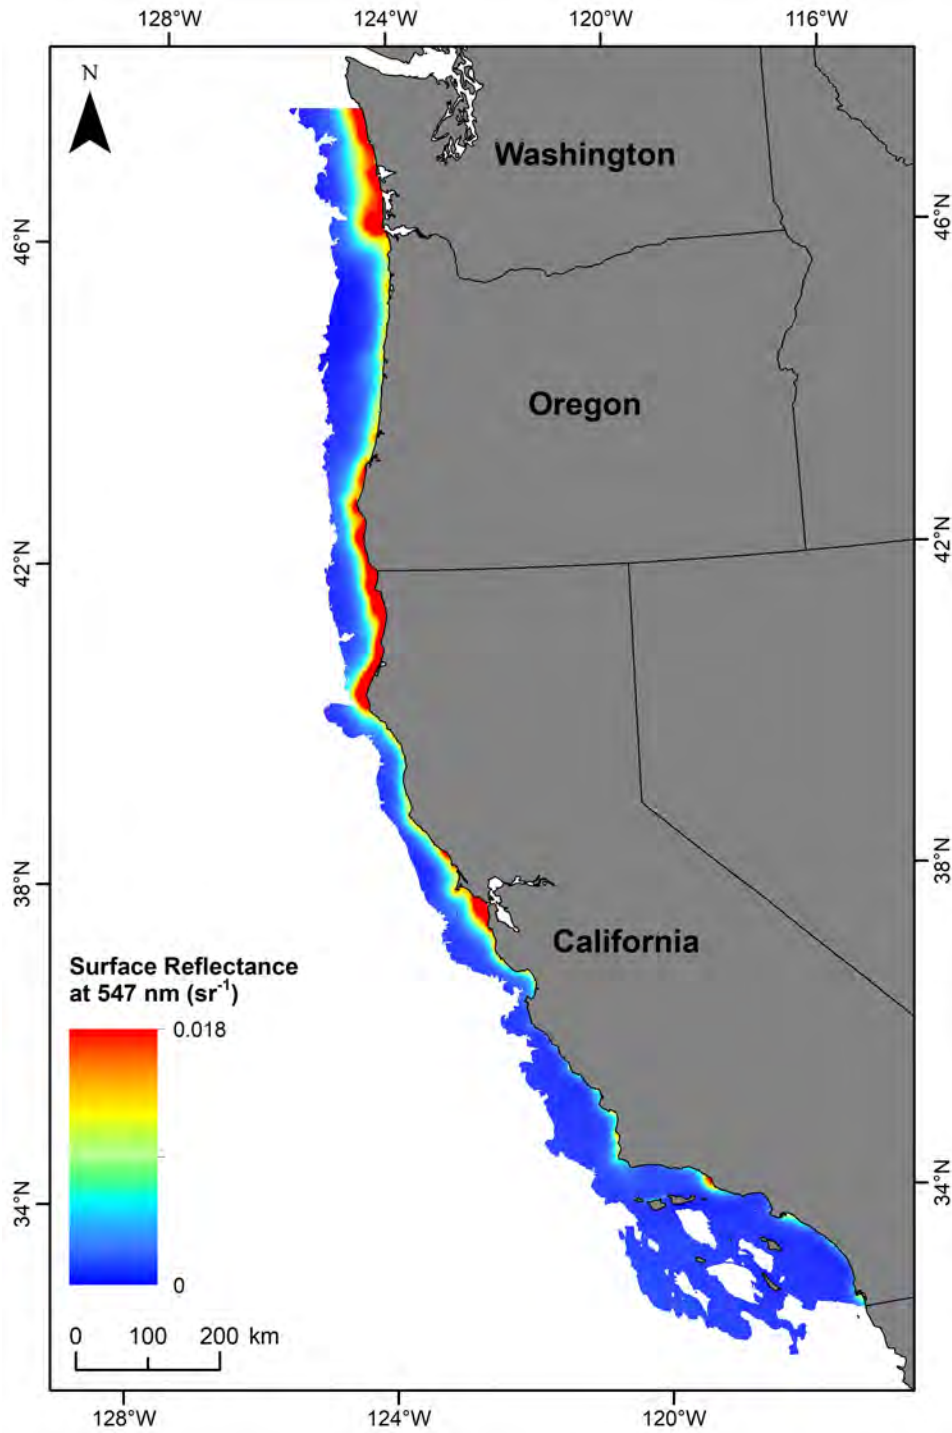 128°W 124°W 120°W 116°W
N
Washington
46°N 46°N
Oregon
42°N 42°N
38°N 38°N
California
Surface Reflectance
at 547 nm (sr⁻¹)
0.018
34°N 34°N
0
0 100 200 km
128°W 124°W 120°W